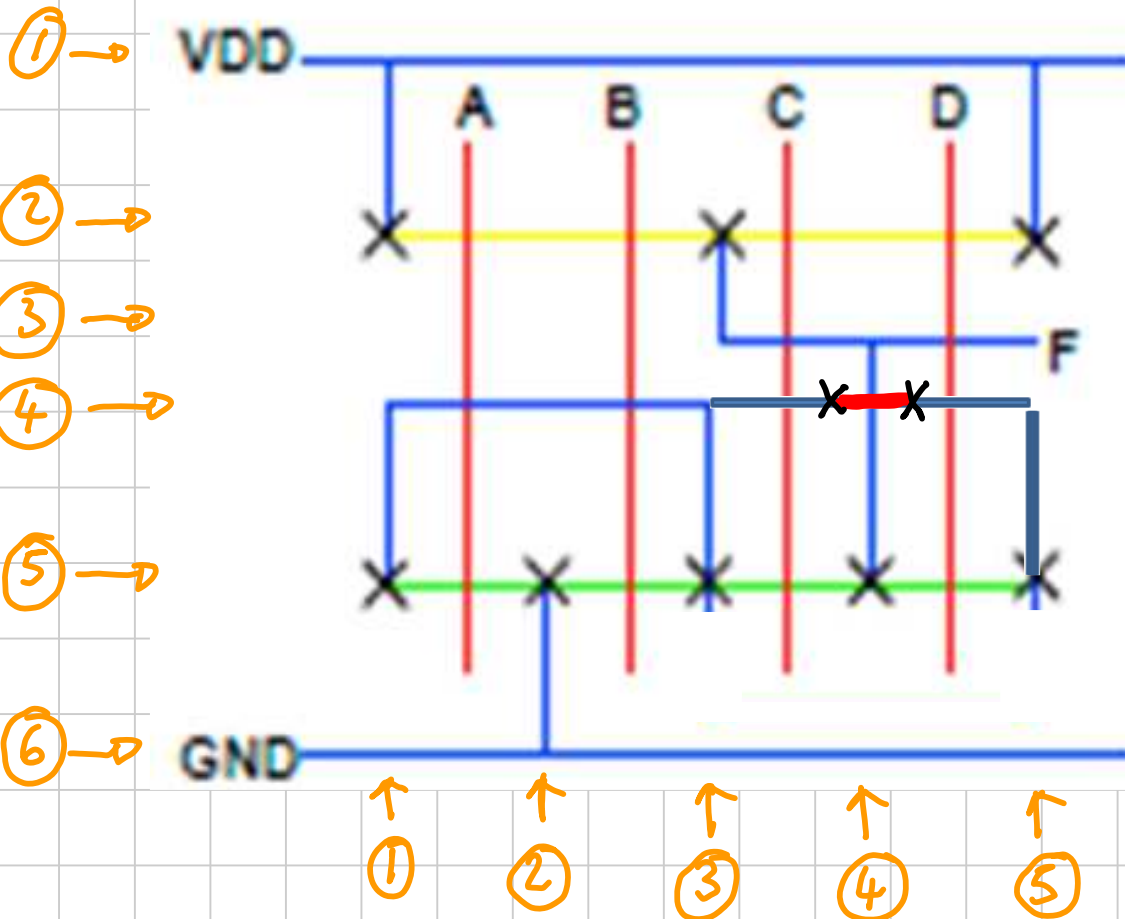 ① VDD
A B C D
②
③ F
④
⑤
⑥ GND
① ② ③ ④ ⑤